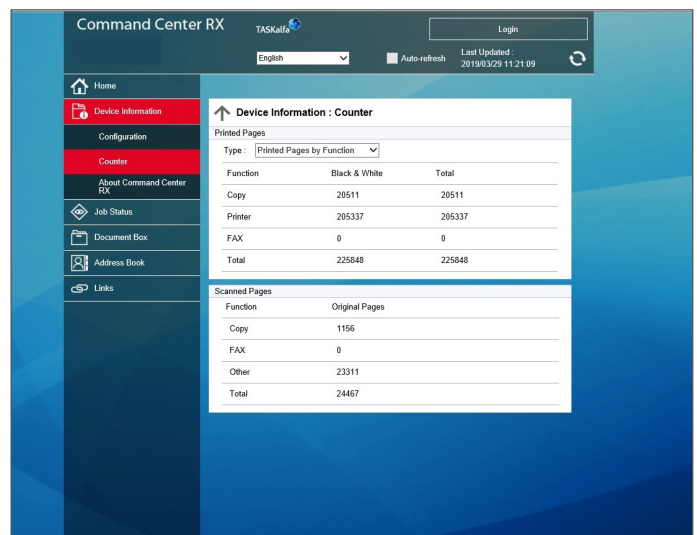 Command Center RX
TASKalfa
Login
English
Auto-refresh
Last Updated :
2019/03/29 11:21:09
Home
Device Information
Configuration
Counter
About Command Center
RX
Job Status
Document Box
Address Book
Links
Device Information : Counter
Printed Pages
Type : Printed Pages by Function
Function Black & White Total
Copy 20511 20511
Printer 205337 205337
FAX 0 0
Total 225848 225848
Scanned Pages
Function Original Pages
Copy 1156
FAX 0
Other 23311
Total 24467